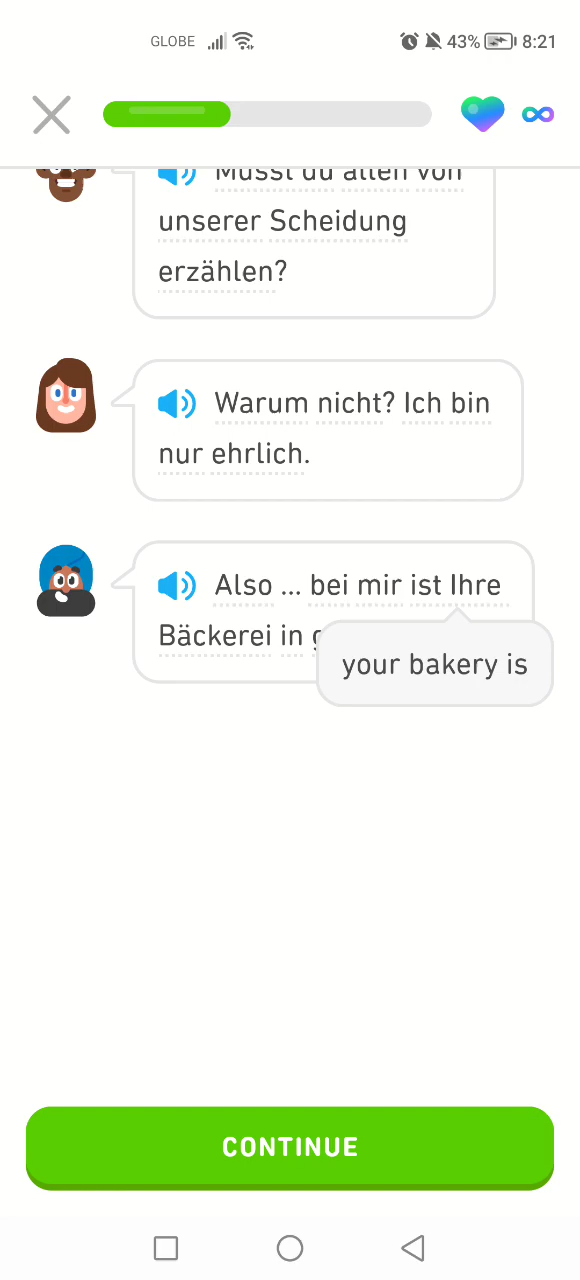 GLOBE 43% 8:21
Musst du allen von
unserer Scheidung
erzählen?
Warum nicht? Ich bin
nur ehrlich.
Also ... bei mir ist Ihre
Bäckerei in
your bakery is
CONTINUE